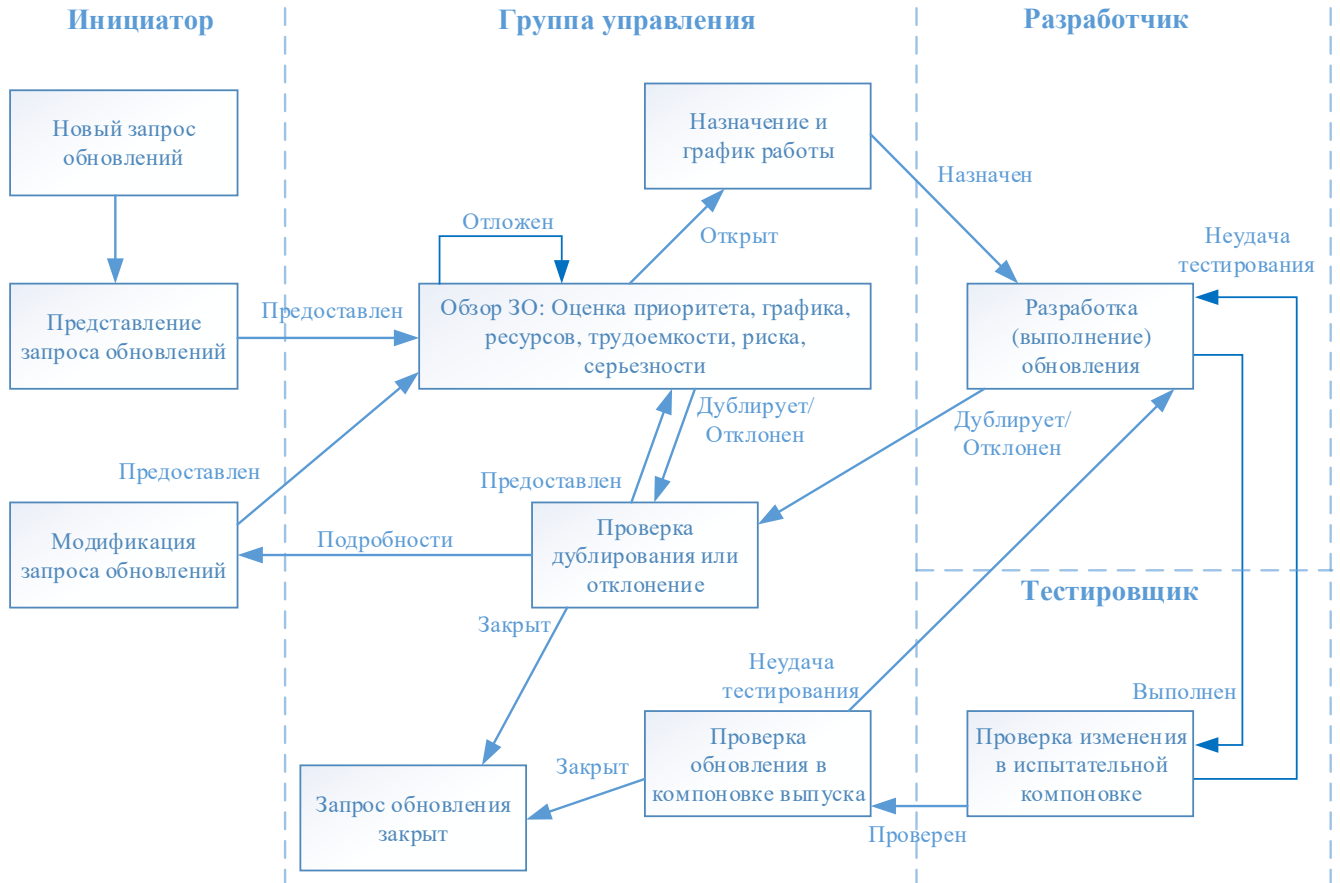 Инициатор
Группа управления
Разработчик
Новый запрос
обновлений
Назначение и
график работы
Назначен
Отложен
Открыт
Неудача
тестирования
Представление
запроса обновлений
Предоставлен
Обзор ЗО: Оценка приоритета, графика,
ресурсов, трудоемкости, риска,
серьезности
Разработка
(выполнение)
обновления
Дублирует/
Отклонен
Дублирует/
Отклонен
Предоставлен
Предоставлен
Модификация
запроса обновлений
Подробности
Проверка
дублирования или
отклонение
Тестировщик
Закрыт
Неудача
тестирования
Выполнен
Проверка
обновления в
компоновке выпуска
Проверка изменения
в испытательной
компоновке
Закрыт
Запрос обновления
закрыт
Проверен